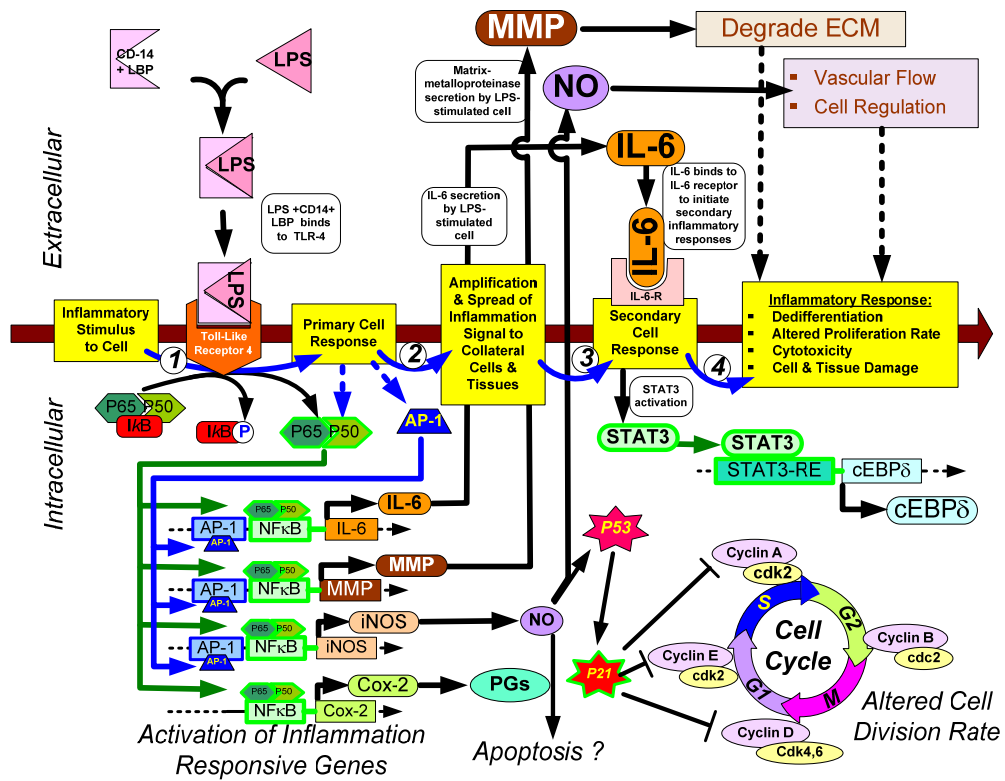 CD-14
+ LBP
LPS
LPS
LPS
LPS +CD14+
LBP binds
to TLR-4
Extracellular
Intracellular
MMP
Degrade ECM
Matrix-
metalloproteinase
secretion by LPS-
stimulated cell
NO
▪ Vascular Flow
▪ Cell Regulation
IL-6
IL-6 secretion
by LPS-
stimulated
cell
IL-6 binds to
IL-6 receptor
to initiate
secondary
inflammatory
responses
IL-6
IL-6-R
Inflammatory
Stimulus
to Cell
Toll-Like
Receptor 4
Primary Cell
Response
Amplification
& Spread of
Inflammation
Signal to
Collateral
Cells &
Tissues
Secondary
Cell
Response
Inflammatory Response:
▪ Dedifferentiation
▪ Altered Proliferation Rate
▪ Cytotoxicity
▪ Cell & Tissue Damage
1
2
3
4
P65 P50
IkB
IkB P
P65 P50
AP-1
STAT3
activation
STAT3
STAT3
STAT3-RE
cEBPδ
cEBPδ
P65 P50
IL-6
AP-1
NFκB
IL-6
AP-1
P65 P50
MMP
AP-1
NFκB
MMP
AP-1
P65 P50
iNOS
AP-1
NFκB
iNOS
AP-1
NO
P65 P50
Cox-2
NFκB
Cox-2
PGs
Activation of Inflammation
Responsive Genes
Apoptosis ?
P53
P21
Cyclin A
cdk2
Cyclin E
cdk2
Cyclin B
cdc2
Cyclin D
Cdk4,6
S
G2
M
G1
Cell
Cycle
Altered Cell
Division Rate